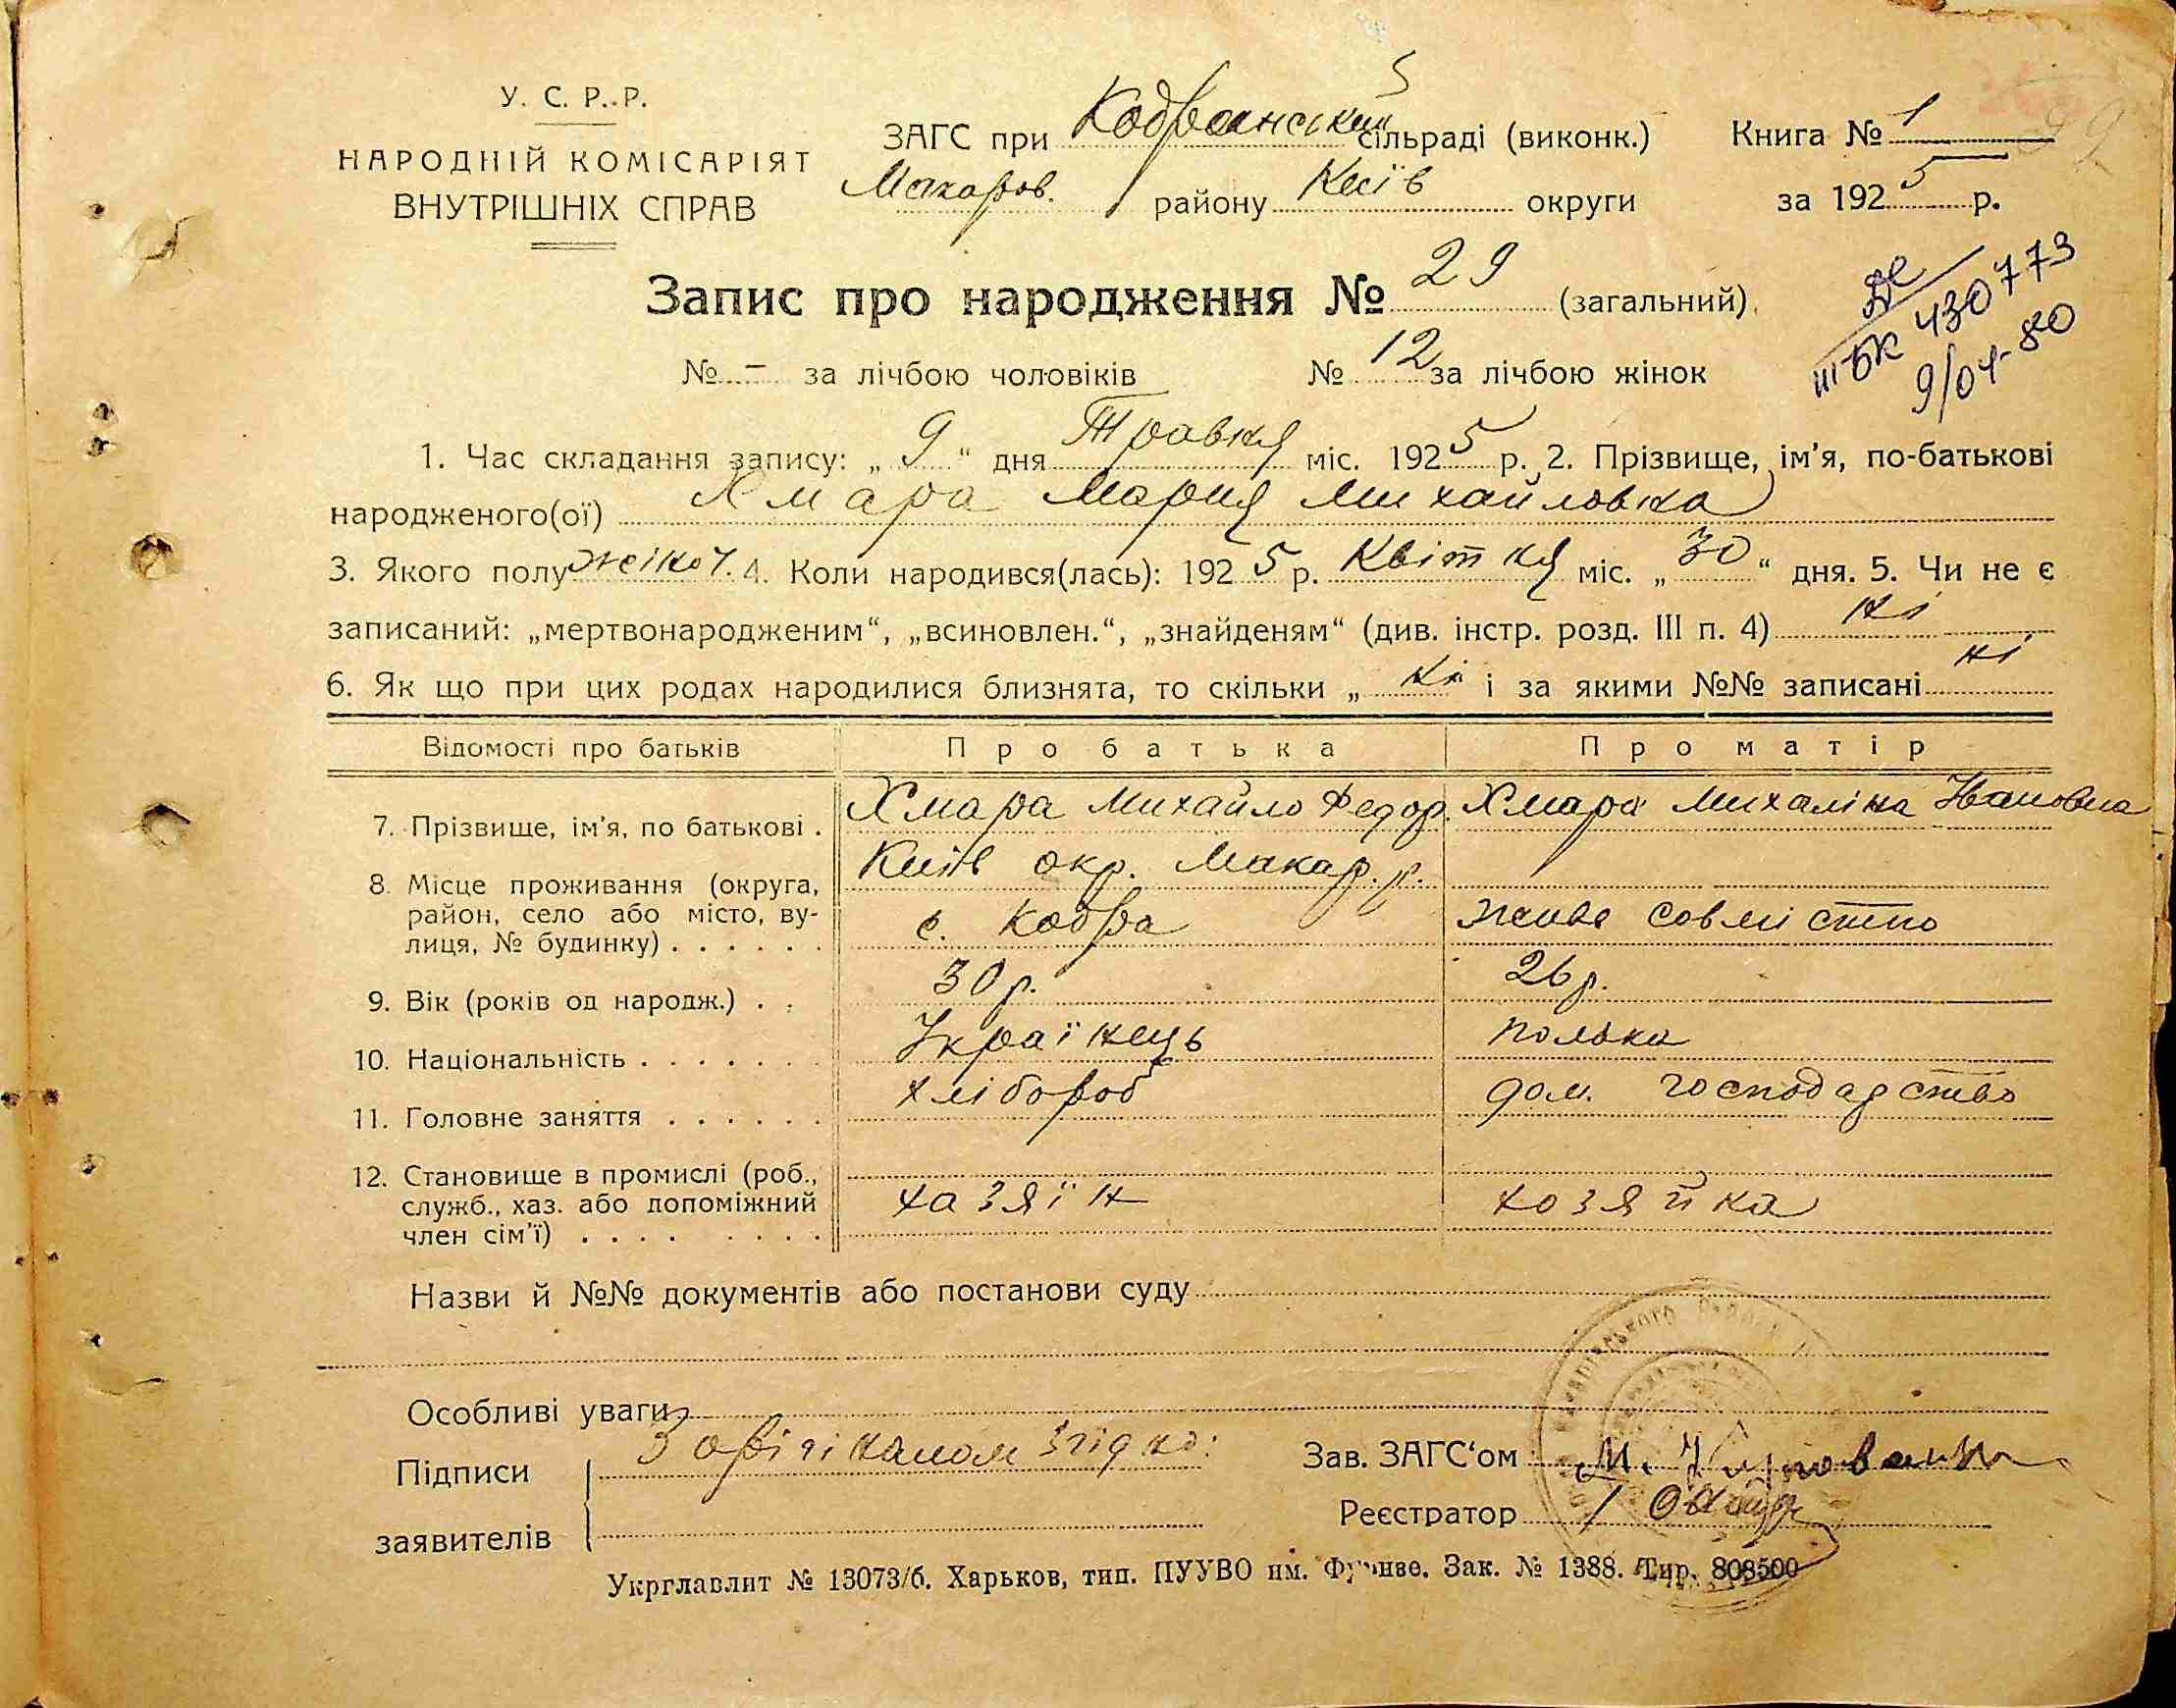 У. С. Р. Р.
НАРОДНІЙ КОМІСАРІЯТ
ВНУТРІШНІХ СПРАВ
ЗАГС при Кодранський сільраді (виконк.) Книга № 1
Макаров. району Київ округи за 1925 р.
Запис про народження № 29 (загальний).
№ - за лічбою чоловіків № 12 за лічбою жінок
430773
9/04-80
1. Час складання запису: „9“ дня Травня міс. 1925 р. 2. Прізвище, ім'я, по-батькові
народженого(ої) Хмара Мария Михайловна
3. Якого полу жіноч. 4. Коли народився(лась): 1925 р. Квітня міс. „30“ дня. 5. Чи не є
записаний: „мертвонародженим“, „всиновлен.“, „знайденям“ (див. інстр. розд. III п. 4) ні
6. Як що при цих родах народилися близнята, то скільки „ ні і за якими №№ записані ні
Відомості про батьків Про батька Про матір
7. Прізвище, ім'я, по батькові . Хмара Михайло Федор. Хмара Михаліна Івановна
8. Місце проживання (округа, Київ окр. Макар. р.
район, село або місто, ву- с. Кодра живе совмістно
лиця, № будинку) . . . . . .
9. Вік (років од народж.) . . 30 р. 26 р.
10. Національність . . . . . . . Українець полька
11. Головне заняття . . . . . . хлібороб дом. господарство
12. Становище в промислі (роб.,
служб., хаз. або допоміжний хазяїн хозяйка
член сім'ї) . . . . . . . .
Назви й №№ документів або постанови суду
Особливі уваги
Підписи З орігіналом згідно:
заявителів
Зав. ЗАГС'ом
Реєстратор
Укрглавлит № 13073/б. Харьков, тип. ПУУВО им. Фрунзе. Зак. № 1388. Тир. 808500